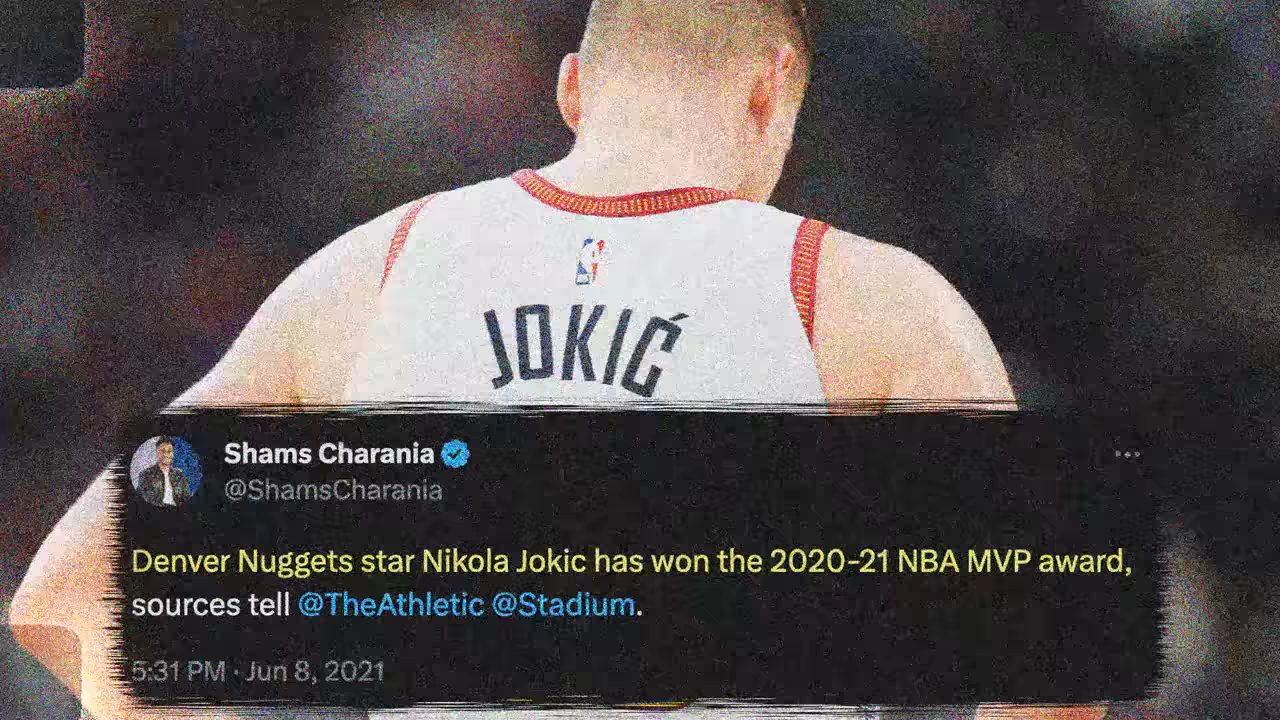 JOKIĆ
Shams Charania
@ShamsCharania
Denver Nuggets star Nikola Jokic has won the 2020-21 NBA MVP award,
sources tell @TheAthletic @Stadium.
5:31 PM · Jun 8, 2021